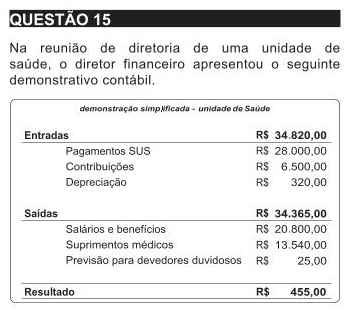 QUESTÃO 15
Na reunião de diretoria de uma unidade de
saúde, o diretor financeiro apresentou o seguinte
demonstrativo contábil.
demonstração simplificada - unidade de Saúde
Entradas R$ 34.820,00
Pagamentos SUS R$ 28.000,00
Contribuições R$ 6.500,00
Depreciação R$ 320,00
Saídas R$ 34.365,00
Salários e benefícios R$ 20.800,00
Suprimentos médicos R$ 13.540,00
Previsão para devedores duvidosos R$ 25,00
Resultado R$ 455,00